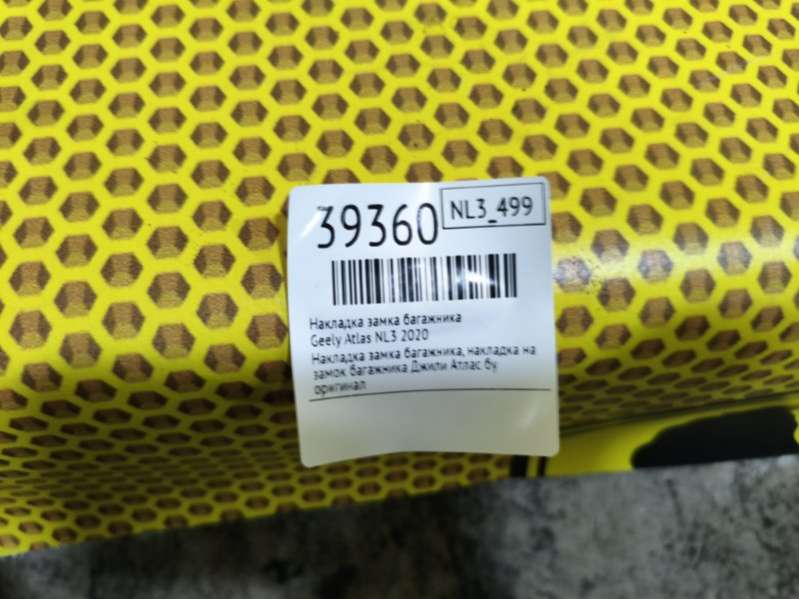 39360
NL3_499
Накладка замка багажника
Geely Atlas NL3 2020
Накладка замка багажника, накладка на
замок багажника Джили Атлас бу
оригинал